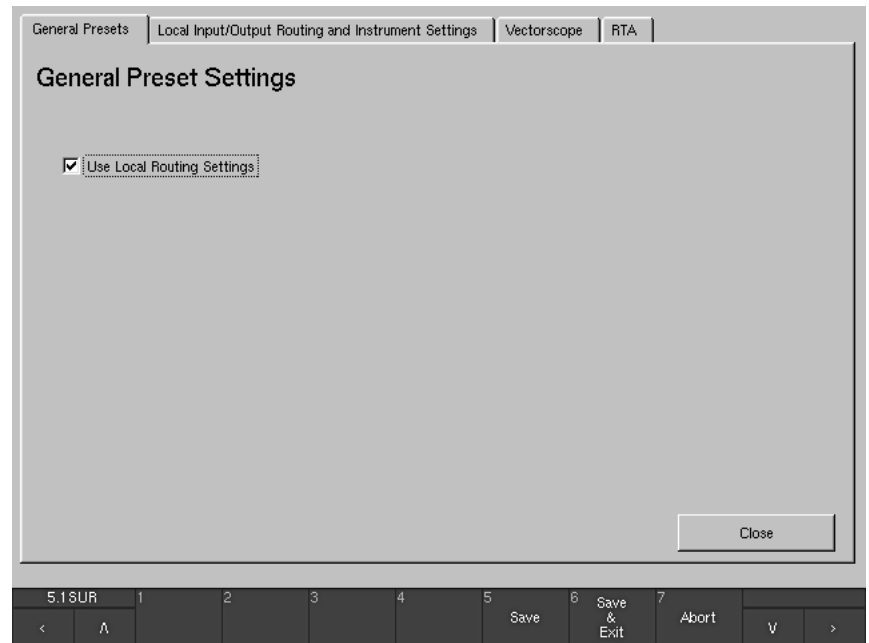 General Presets Local Input/Output Routing and Instrument Settings Vectorscope RTA
General Preset Settings
Use Local Routing Settings
Close
5.1SUR 1 2 3 4 5 6 7
< Λ Save Save & Exit Abort V >